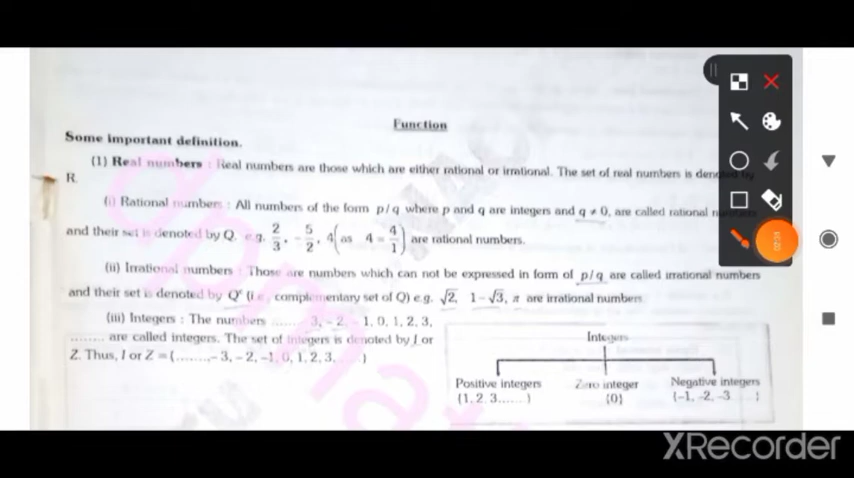 Function
Some important definition.
(1) Real numbers : Real numbers are those which are either rational or irrational. The set of real numbers is denoted by
R.
(i) Rational numbers : All numbers of the form p/q where p and q are integers and q ≠ 0, are called rational numbers
and their set is denoted by Q. e.g. 2/3, -5/2, 4(as 4 = 4/1) are rational numbers.
(ii) Irrational numbers : Those are numbers which can not be expressed in form of p/q are called irrational numbers
and their set is denoted by Qᶜ (i.e., complementary set of Q) e.g. √2, 1-√3, π are irrational numbers.
(iii) Integers : The numbers ....... 3, -2, -1, 0, 1, 2, 3,
........ are called integers. The set of integers is denoted by I or
Z. Thus, I or Z = {........,-3, -2, -1, 0, 1, 2, 3, ......}
Integers
Positive integers
{1, 2, 3......}
Zero integer
{0}
Negative integers
{-1, -2, -3......}
02:31
XRecorder